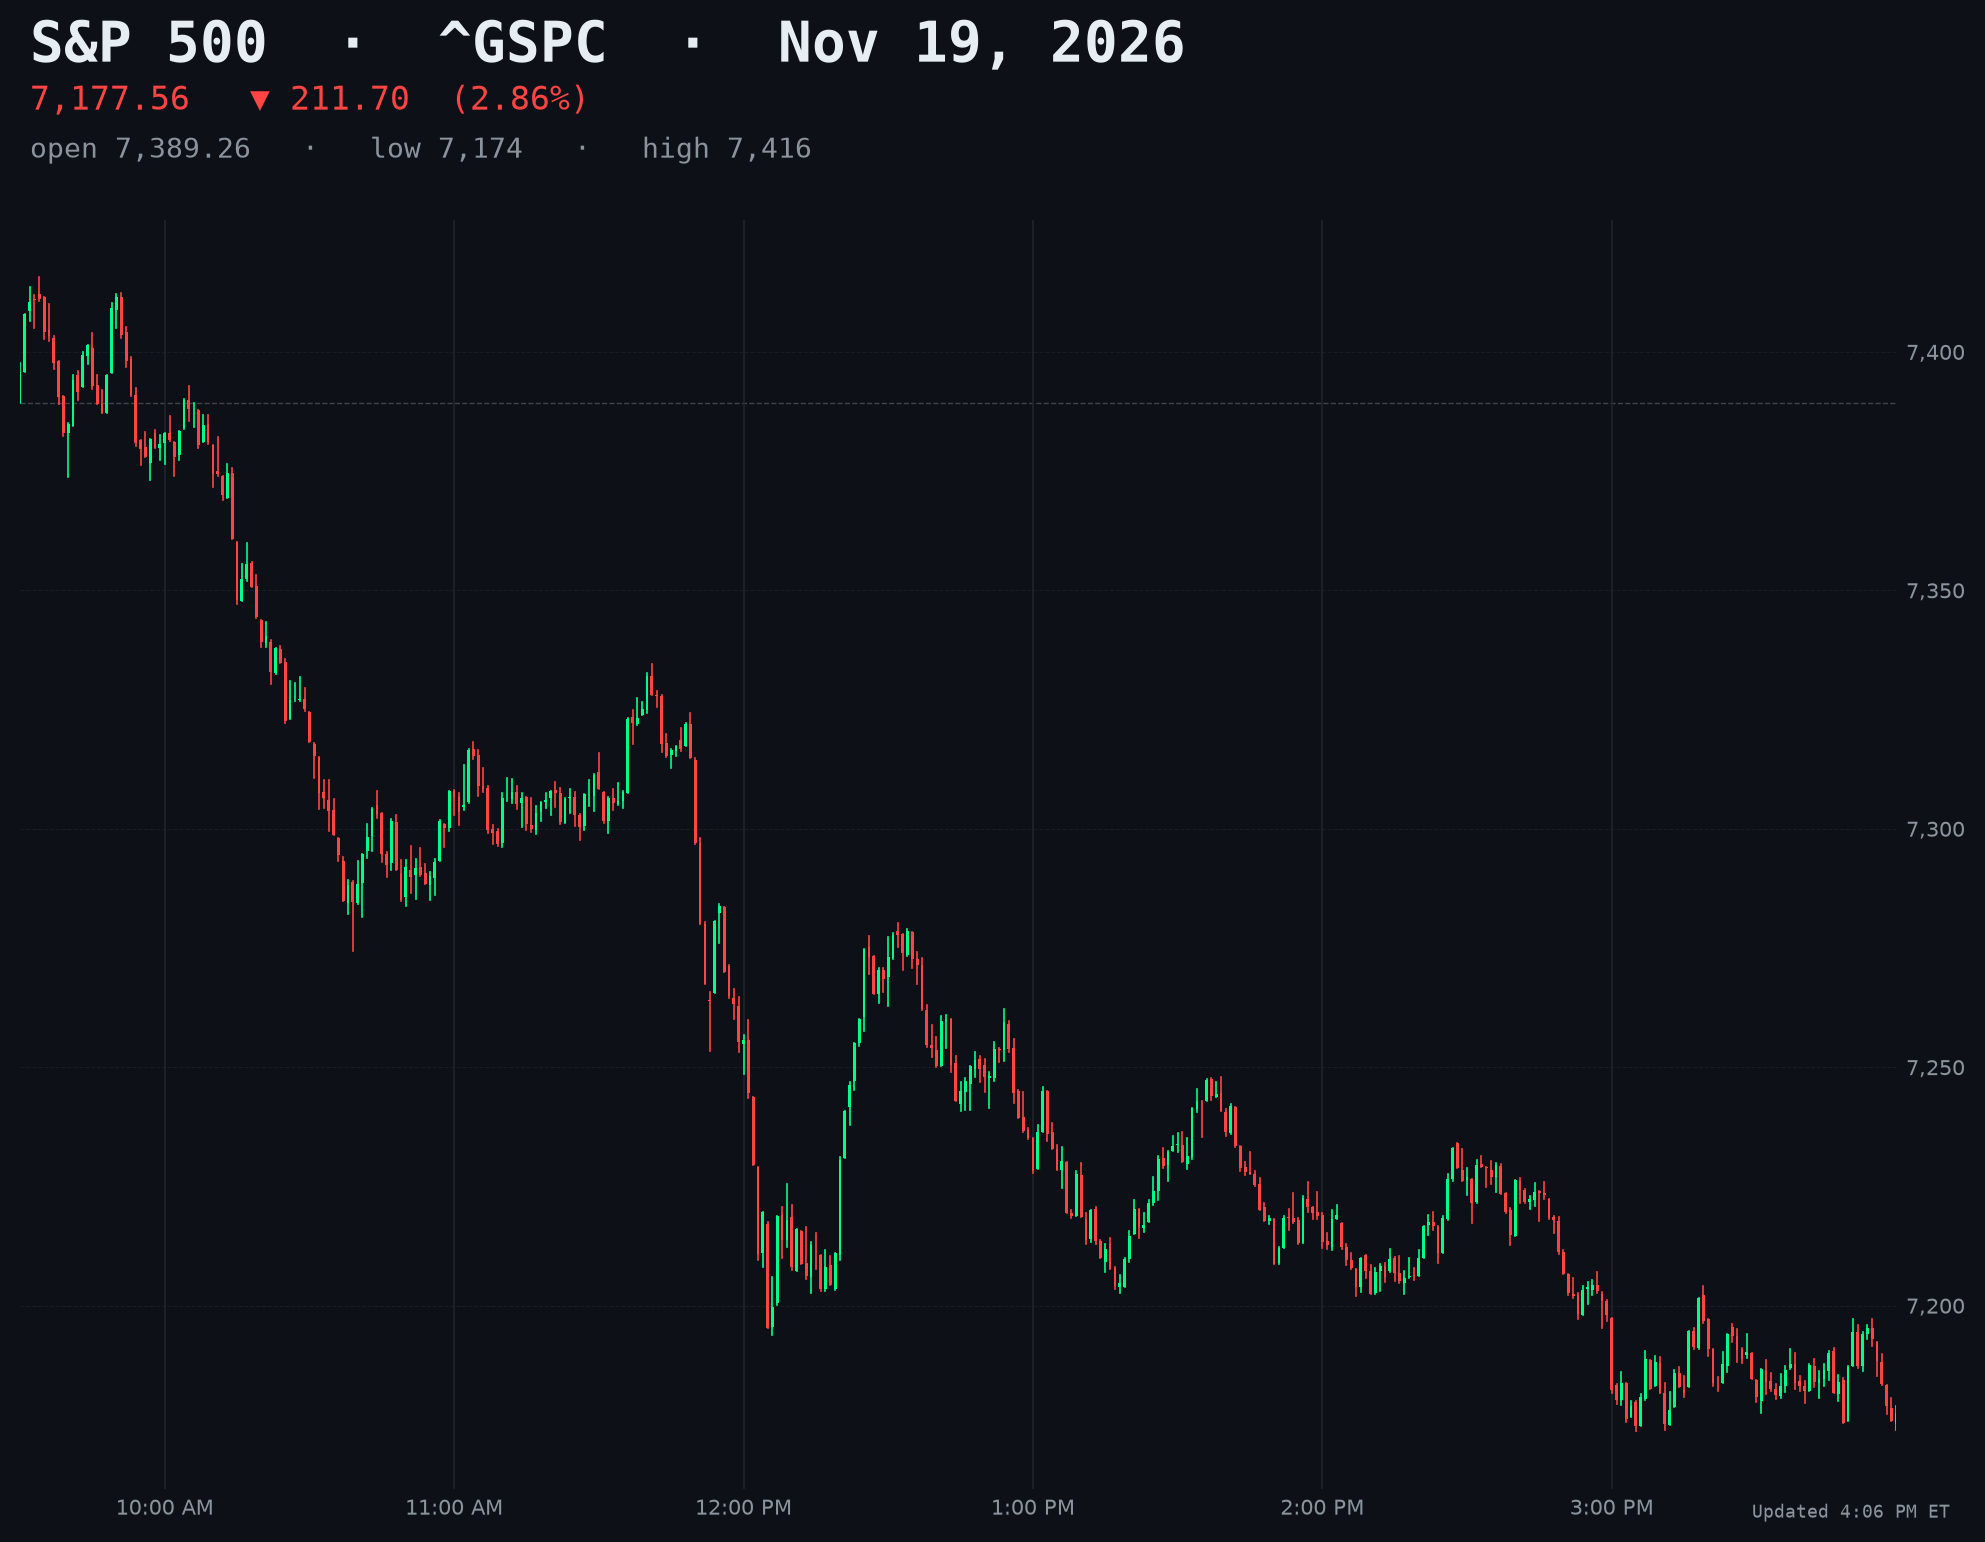 S&P 500 · ^GSPC · Nov 19, 2026
7,177.56 ▼ 211.70 (2.86%)
open 7,389.26 · low 7,174 · high 7,416
7,400
7,350
7,300
7,250
7,200
10:00 AM 11:00 AM 12:00 PM 1:00 PM 2:00 PM 3:00 PM
Updated 4:06 PM ET